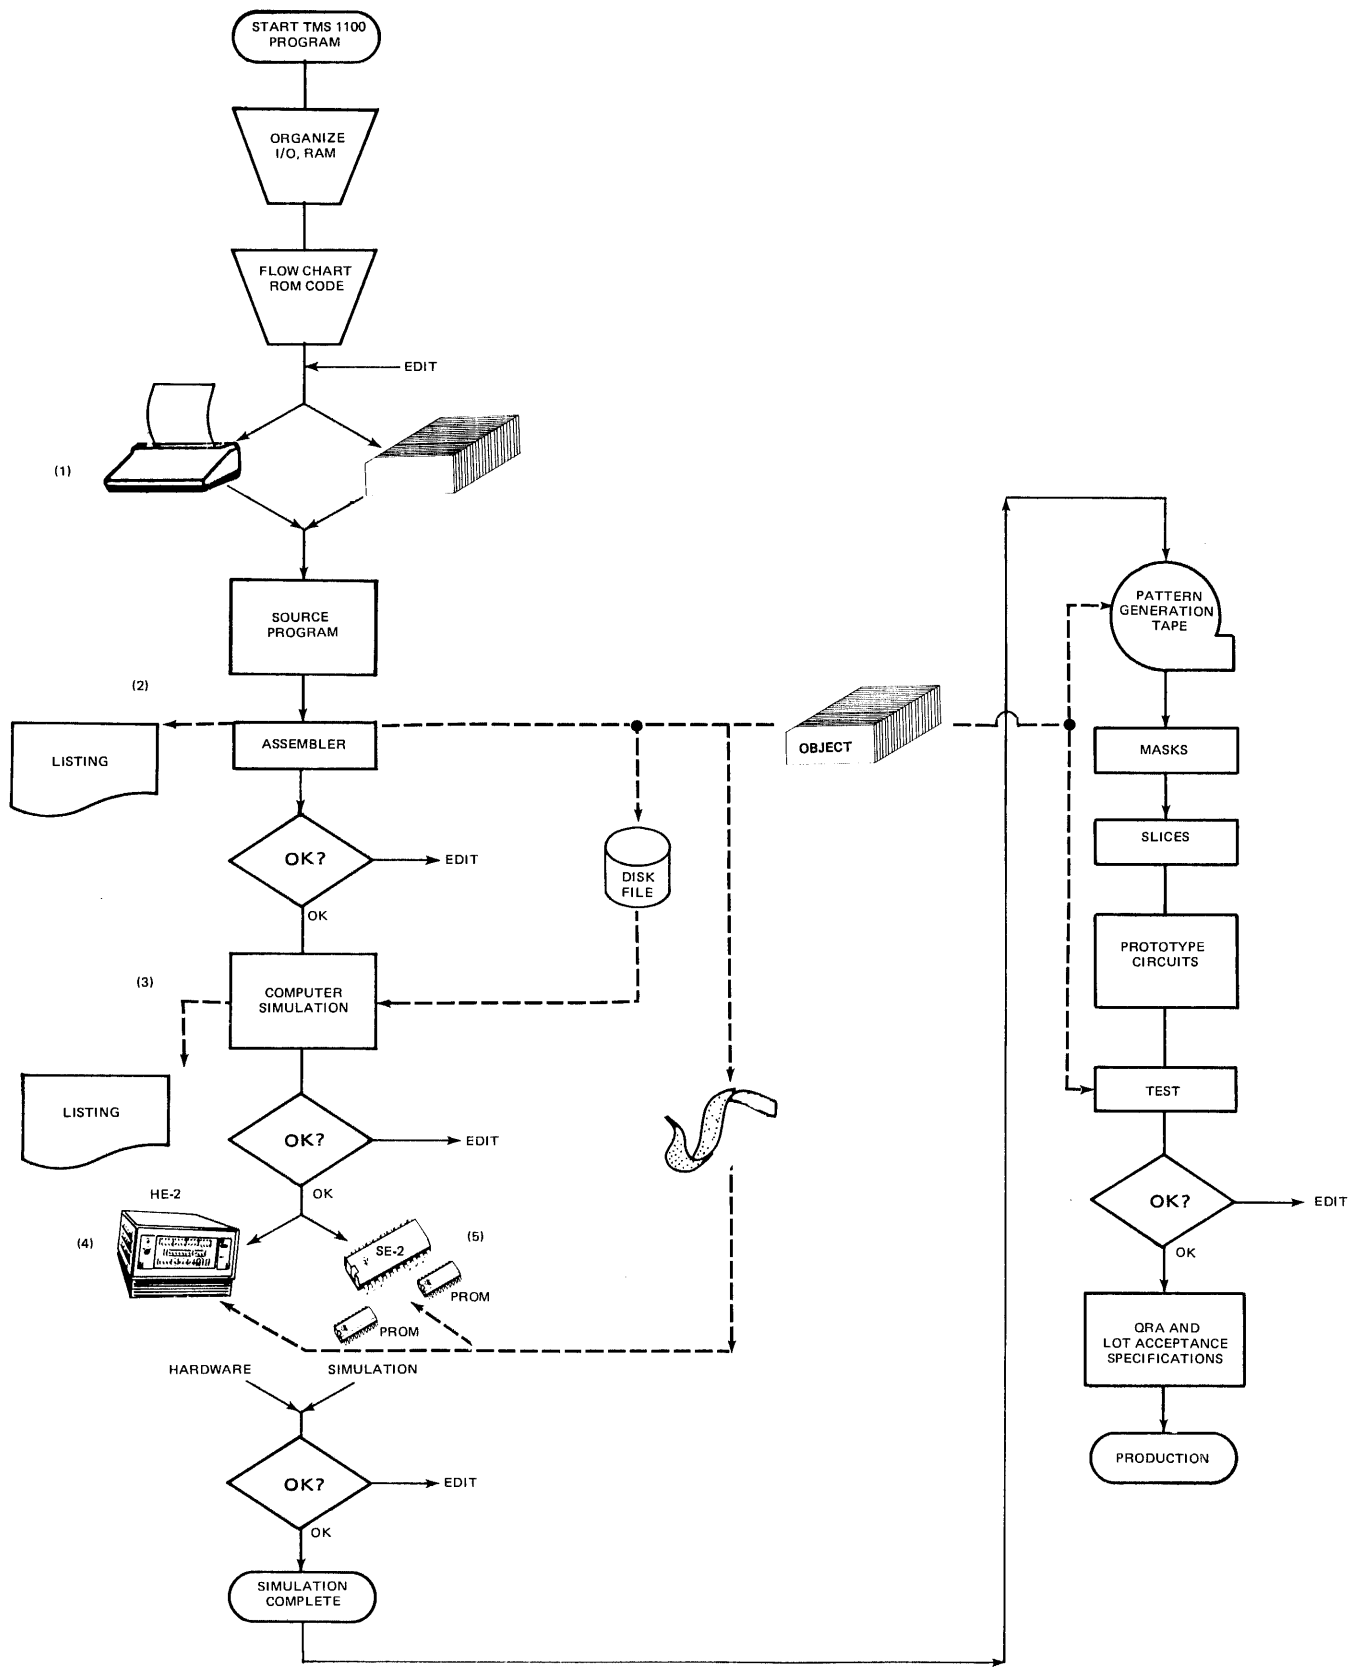 START TMS 1100
PROGRAM
ORGANIZE
I/O, RAM
FLOW CHART
ROM CODE
EDIT
(1)
SOURCE
PROGRAM
(2)
LISTING
ASSEMBLER
OBJECT
OK?
EDIT
OK
DISK
FILE
(3)
COMPUTER
SIMULATION
LISTING
OK?
EDIT
OK
HE-2
(4)
SE-2
(5)
PROM
PROM
HARDWARE
SIMULATION
OK?
EDIT
OK
SIMULATION
COMPLETE
PATTERN
GENERATION
TAPE
MASKS
SLICES
PROTOTYPE
CIRCUITS
TEST
OK?
EDIT
OK
QRA AND
LOT ACCEPTANCE
SPECIFICATIONS
PRODUCTION